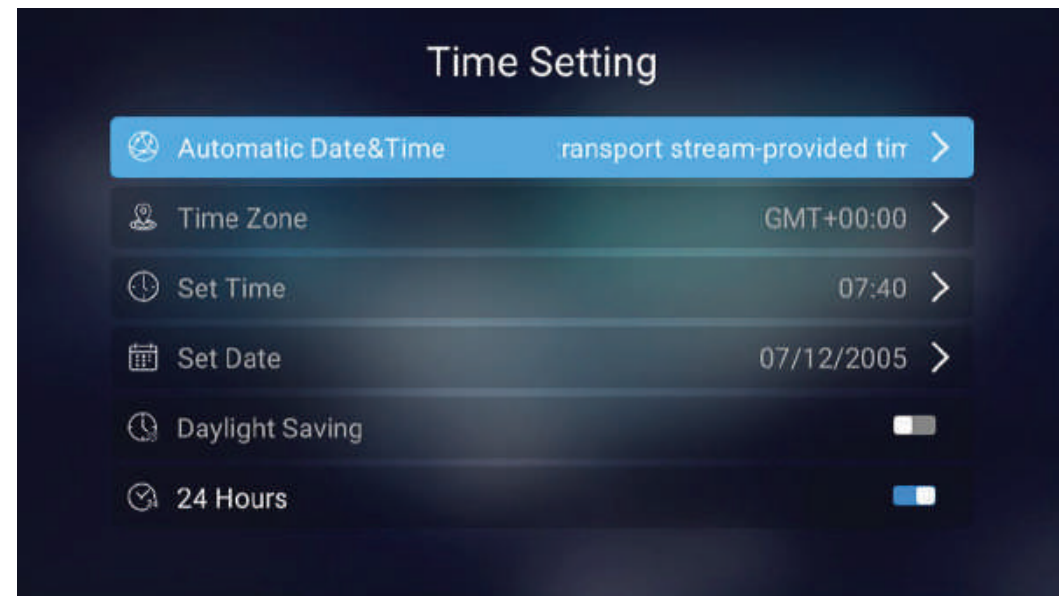 Time Setting
Automatic Date&Time ransport stream-provided
Time Zone GMT+00:00
Set Time 07:40
Set Date 07/12/2005
Daylight Saving
24 Hours